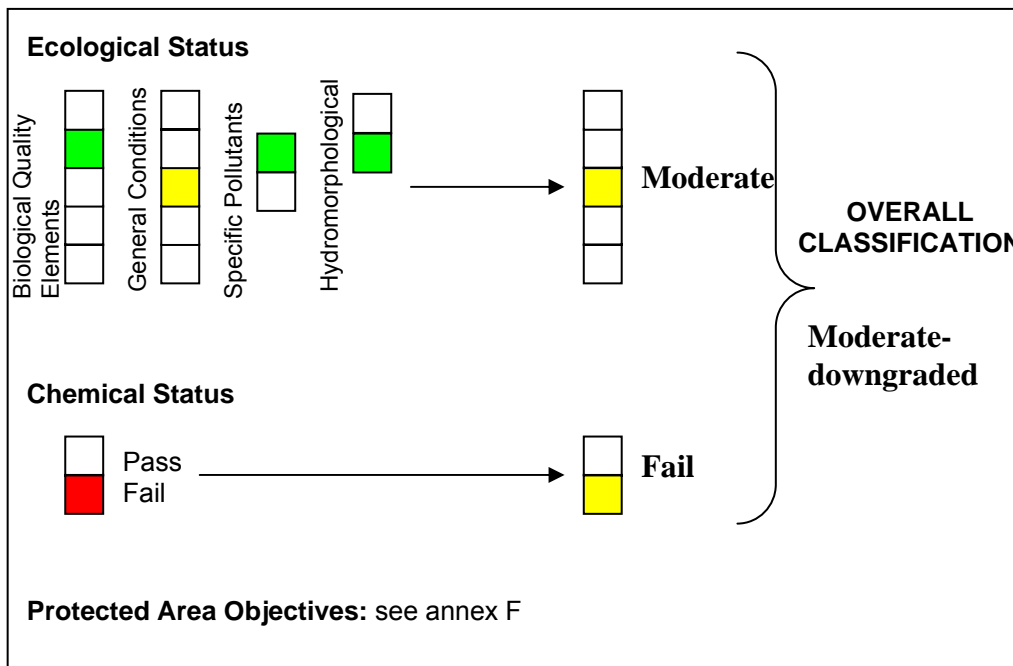 Ecological Status
Biological Quality
Elements
General Conditions
Specific Pollutants
Hydromorphological
Moderate
OVERALL
CLASSIFICATION
Moderate-
downgraded
Chemical Status
Pass
Fail
Fail
Protected Area Objectives: see annex F